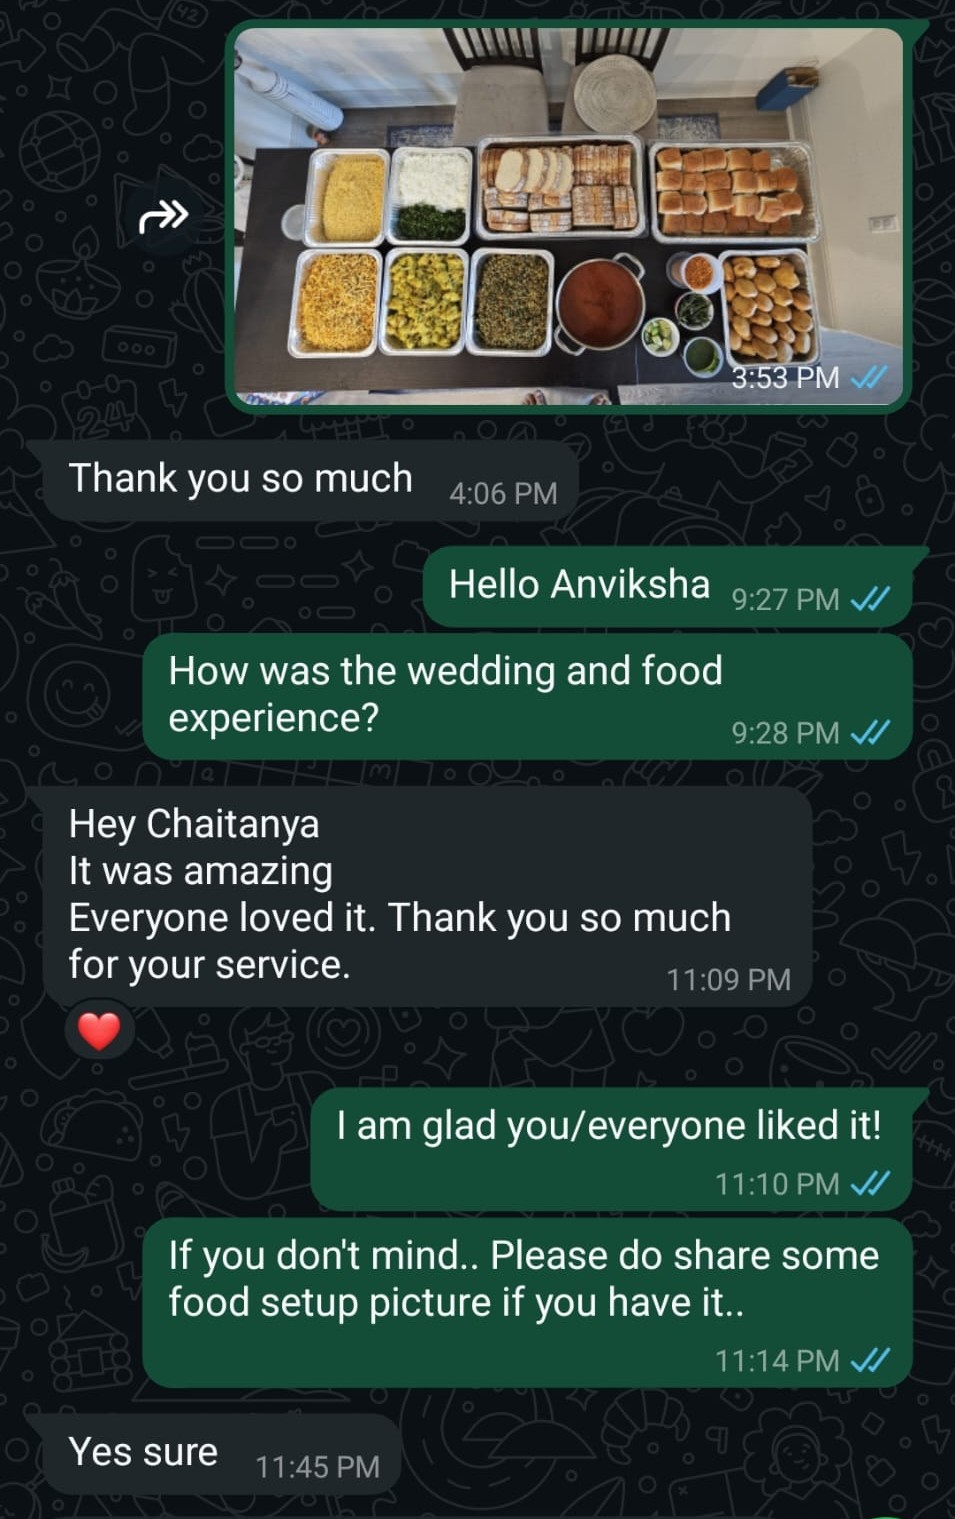 3:53 PM
Thank you so much 4:06 PM
Hello Anviksha 9:27 PM
How was the wedding and food
experience? 9:28 PM
Hey Chaitanya
It was amazing
Everyone loved it. Thank you so much
for your service. 11:09 PM
I am glad you/everyone liked it!
11:10 PM
If you don't mind.. Please do share some
food setup picture if you have it..
11:14 PM
Yes sure 11:45 PM